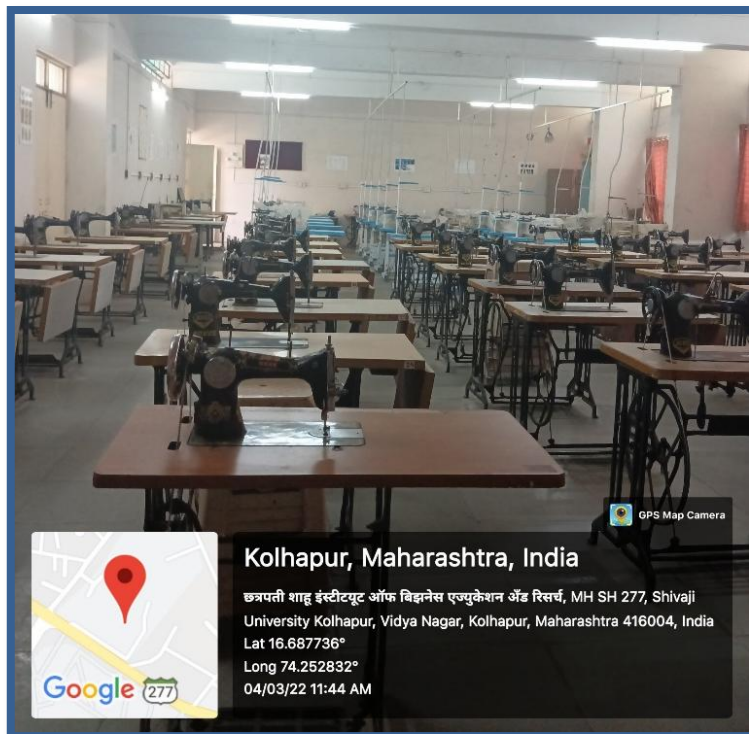 GPS Map Camera
Kolhapur, Maharashtra, India
छत्रपती शाहू इंस्टीटयूट ऑफ बिझनेस एज्युकेशन अँड रिसर्च, MH SH 277, Shivaji
University Kolhapur, Vidya Nagar, Kolhapur, Maharashtra 416004, India
Lat 16.687736°
Long 74.252832°
04/03/22 11:44 AM
Google
277